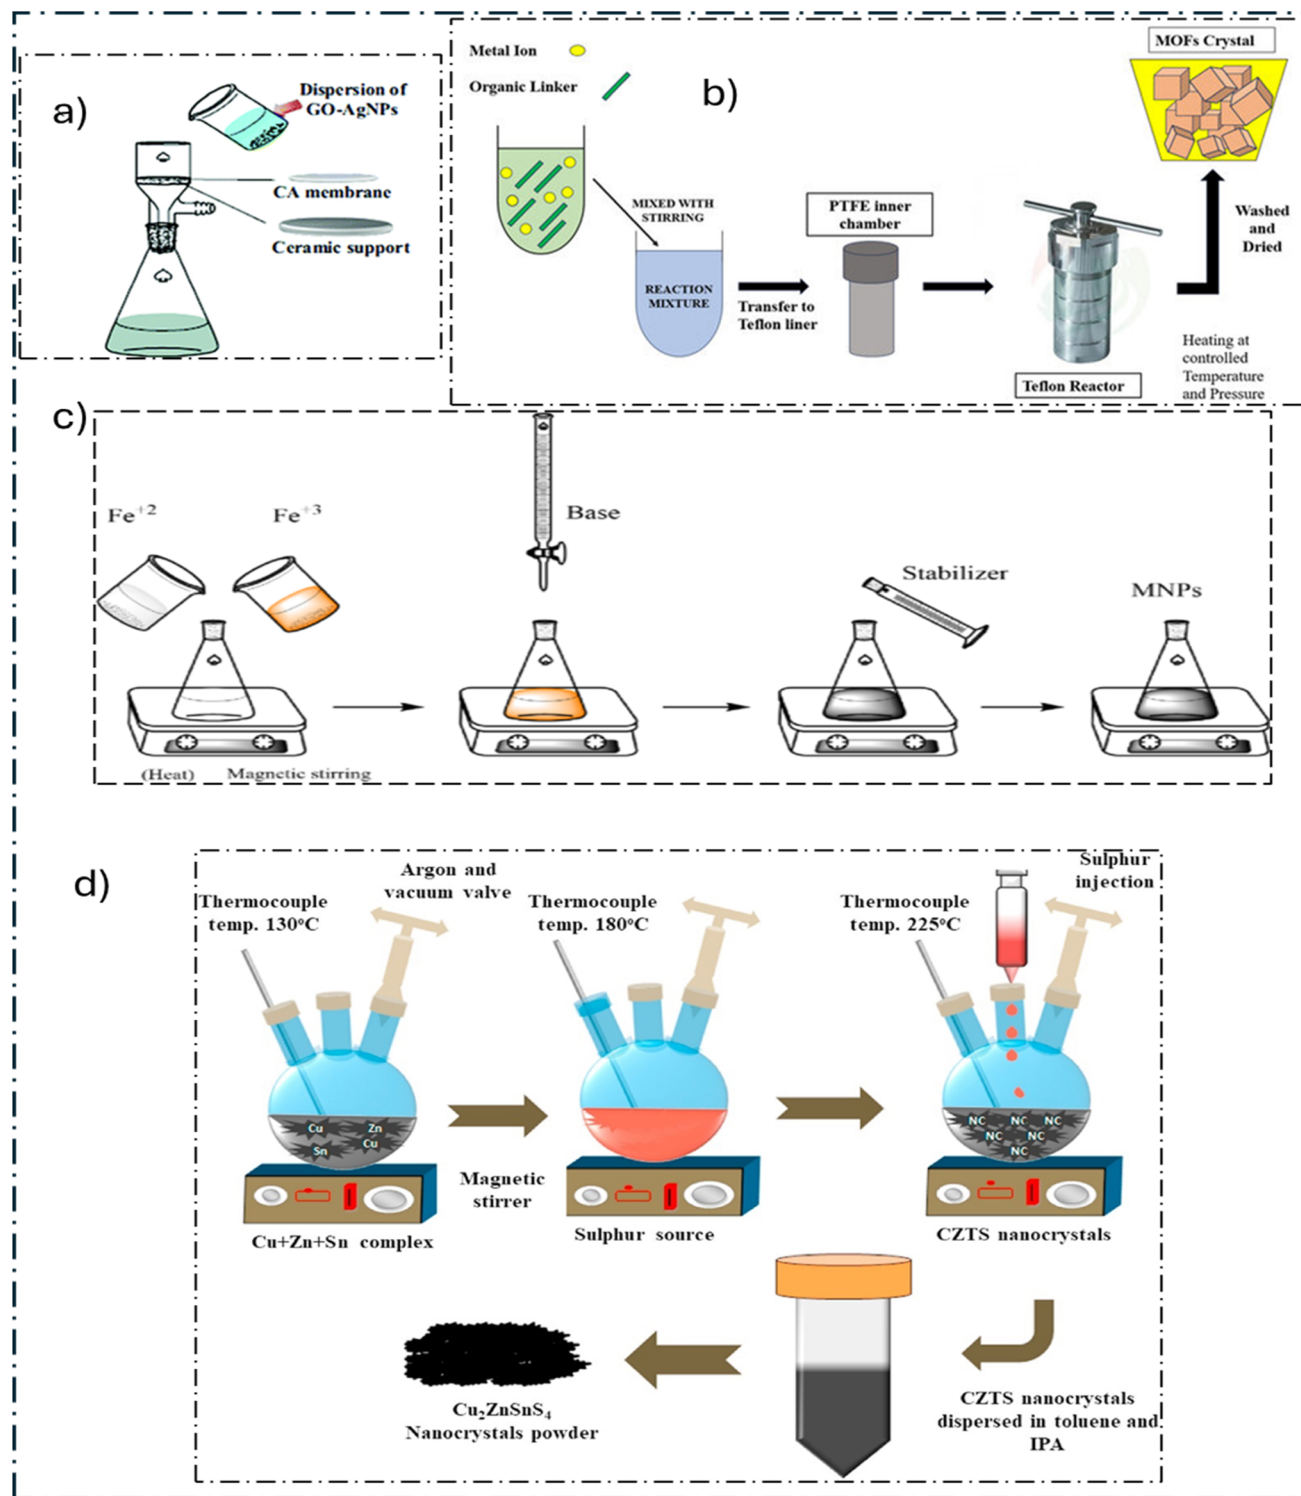 a)
Dispersion of
GO-AgNPs
CA membrane
Ceramic support
b)
Metal Ion
Organic Linker
MIXED WITH
STIRRING
REACTION
MIXTURE
Transfer to
Teflon liner
PTFE inner
chamber
Teflon Reactor
Heating at
controlled
Temperature
and Pressure
Washed
and
Dried
MOFs Crystal
c)
Fe+2
Fe+3
(Heat) Magnetic stirring
Base
Stabilizer
MNPs
d)
Thermocouple
temp. 130°C
Argon and
vacuum valve
Cu
Zn
Sn
Cu
Cu+Zn+Sn complex
Magnetic
stirrer
Thermocouple
temp. 180°C
Sulphur source
Thermocouple
temp. 225°C
Sulphur
injection
NC NC NC
NC NC
NC
CZTS nanocrystals
CZTS nanocrystals
dispersed in toluene and
IPA
Cu₂ZnSnS₄
Nanocrystals powder